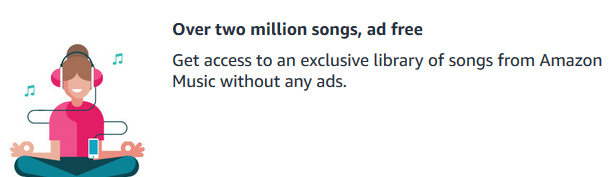 Over two million songs, ad free
Get access to an exclusive library of songs from Amazon
Music without any ads.